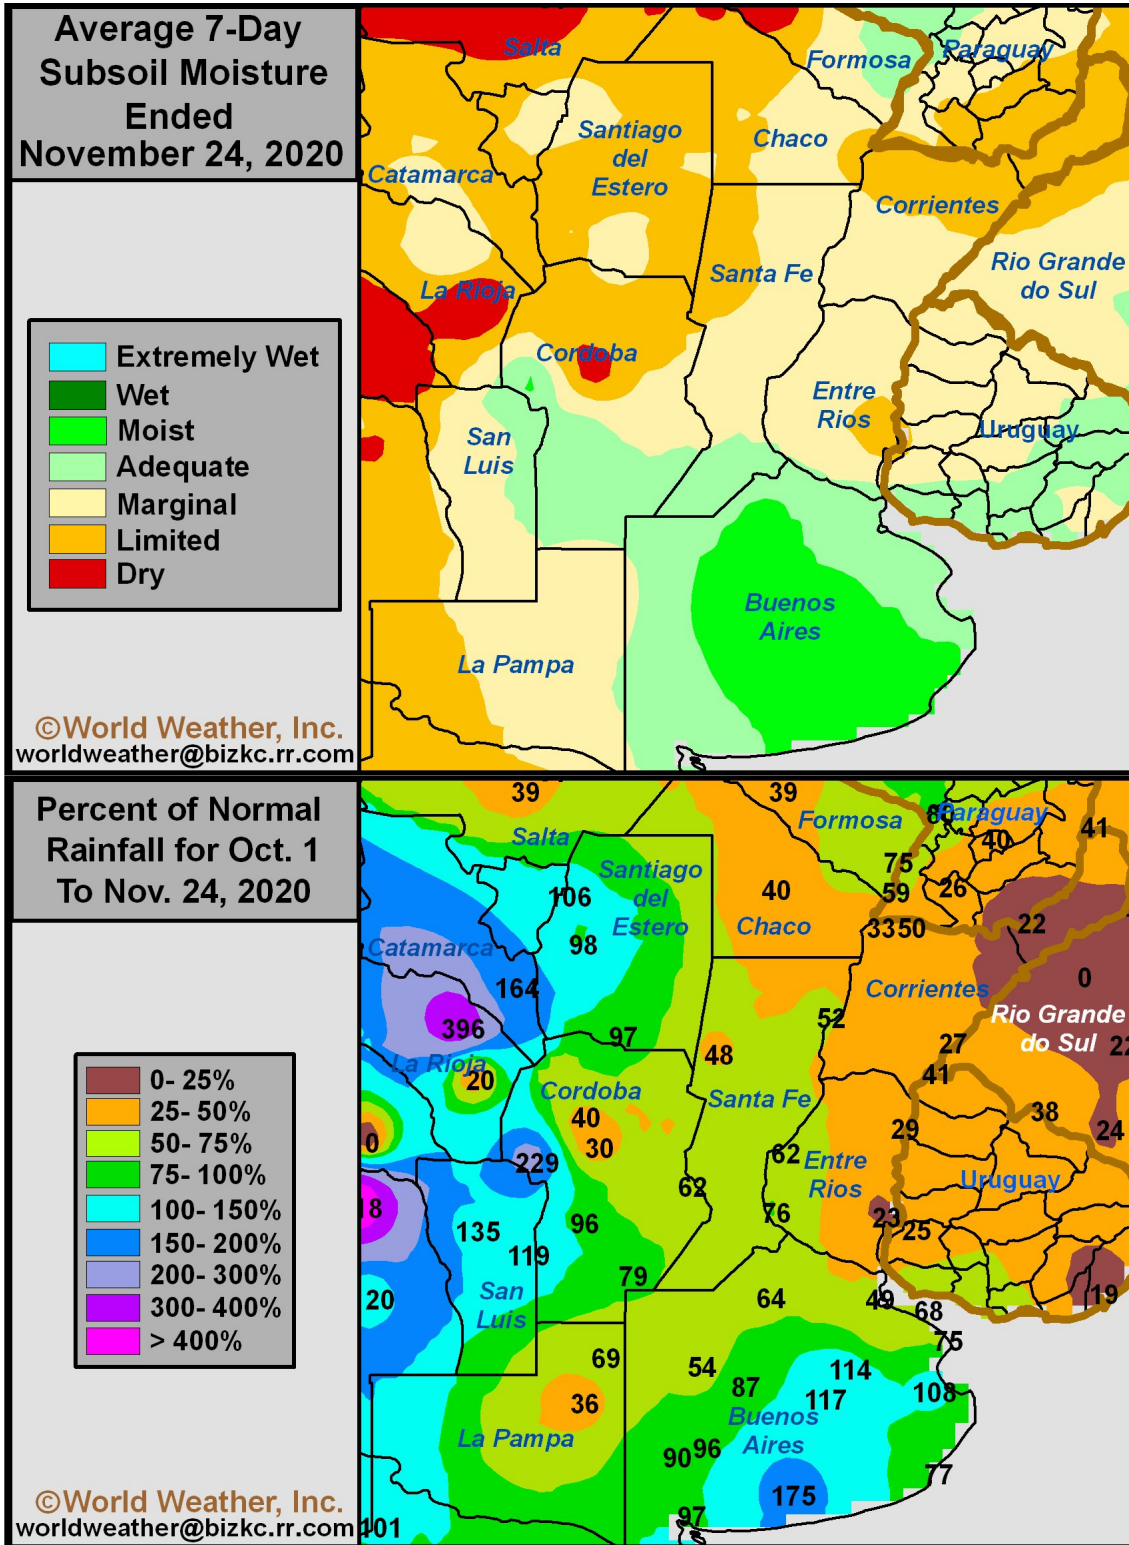 Average 7-Day
Subsoil Moisture
Ended
November 24, 2020
Extremely Wet
Wet
Moist
Adequate
Marginal
Limited
Dry
©World Weather, Inc.
worldweather@bizkc.rr.com
Salta
Formosa
Paraguay
Santiago
del
Estero
Chaco
Catamarca
Corrientes
Santa Fe
Rio Grande
do Sul
La Rioja
Cordoba
Entre
Rios
Uruguay
San
Luis
Buenos
Aires
La Pampa
Percent of Normal
Rainfall for Oct. 1
To Nov. 24, 2020
0- 25%
25- 50%
50- 75%
75- 100%
100- 150%
150- 200%
200- 300%
300- 400%
> 400%
©World Weather, Inc.
worldweather@bizkc.rr.com
39
39
Salta
Formosa
Paraguay
41
40
75
Santiago
del
Estero
106
40
59
26
Chaco
33
50
22
Catamarca
98
0
164
Corrientes
396
52
Rio Grande
do Sul
97
27
22
La Rioja
48
20
41
Cordoba
Santa Fe
40
38
0
30
29
24
229
62
Entre
Rios
Uruguay
62
18
135
96
76
23
25
119
79
San
Luis
20
64
49
68
19
75
69
54
114
87
117
108
36
Buenos
Aires
La Pampa
90
96
77
175
97
101